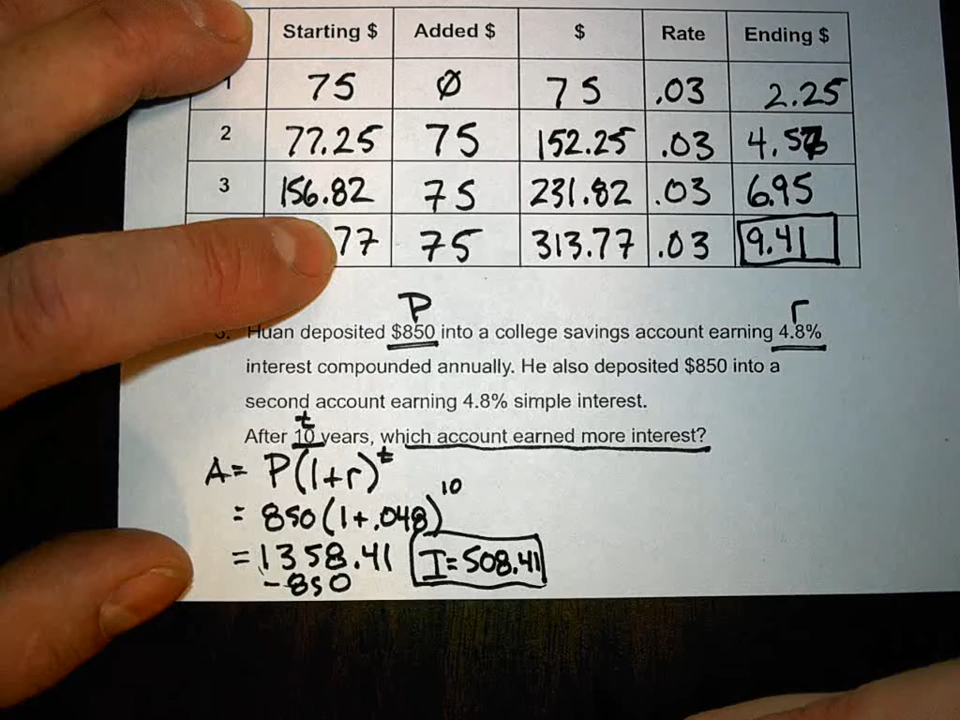 Starting $ Added $ $ Rate Ending $
1 75 Ø 75 .03 2.25
2 77.25 75 152.25 .03 4.57
3 156.82 75 231.82 .03 6.95
77 75 313.77 .03 9.41
P r
Huan deposited $850 into a college savings account earning 4.8%
interest compounded annually. He also deposited $850 into a
second account earning 4.8% simple interest.
t
After 10 years, which account earned more interest?
A = P(1+r)^t
= 850(1+.048)^10
= 1358.41 I=508.41
-850